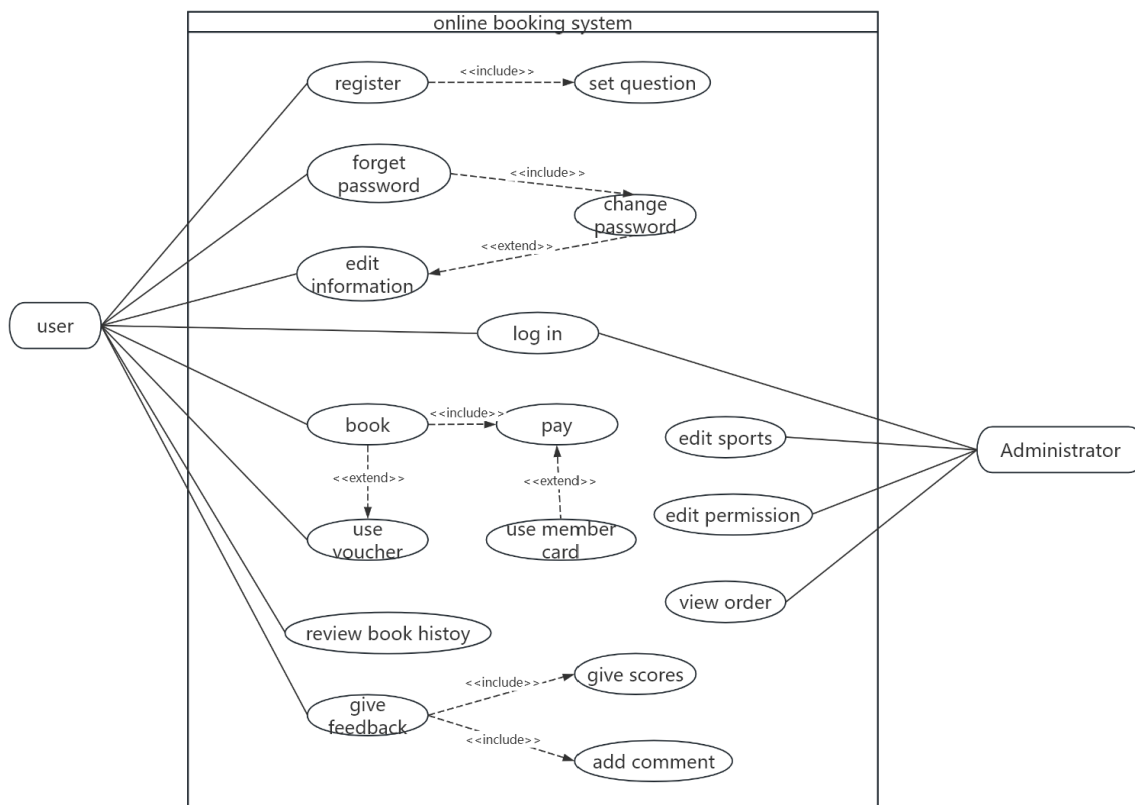 online booking system
register
<<include>>
set question
forget
password
<<include>>
change
password
<<extend>>
edit
information
user
log in
book
<<include>>
pay
edit sports
Administrator
<<extend>>
<<extend>>
use
voucher
use member
card
edit permission
view order
review book histoy
give
feedback
<<include>>
give scores
<<include>>
add comment